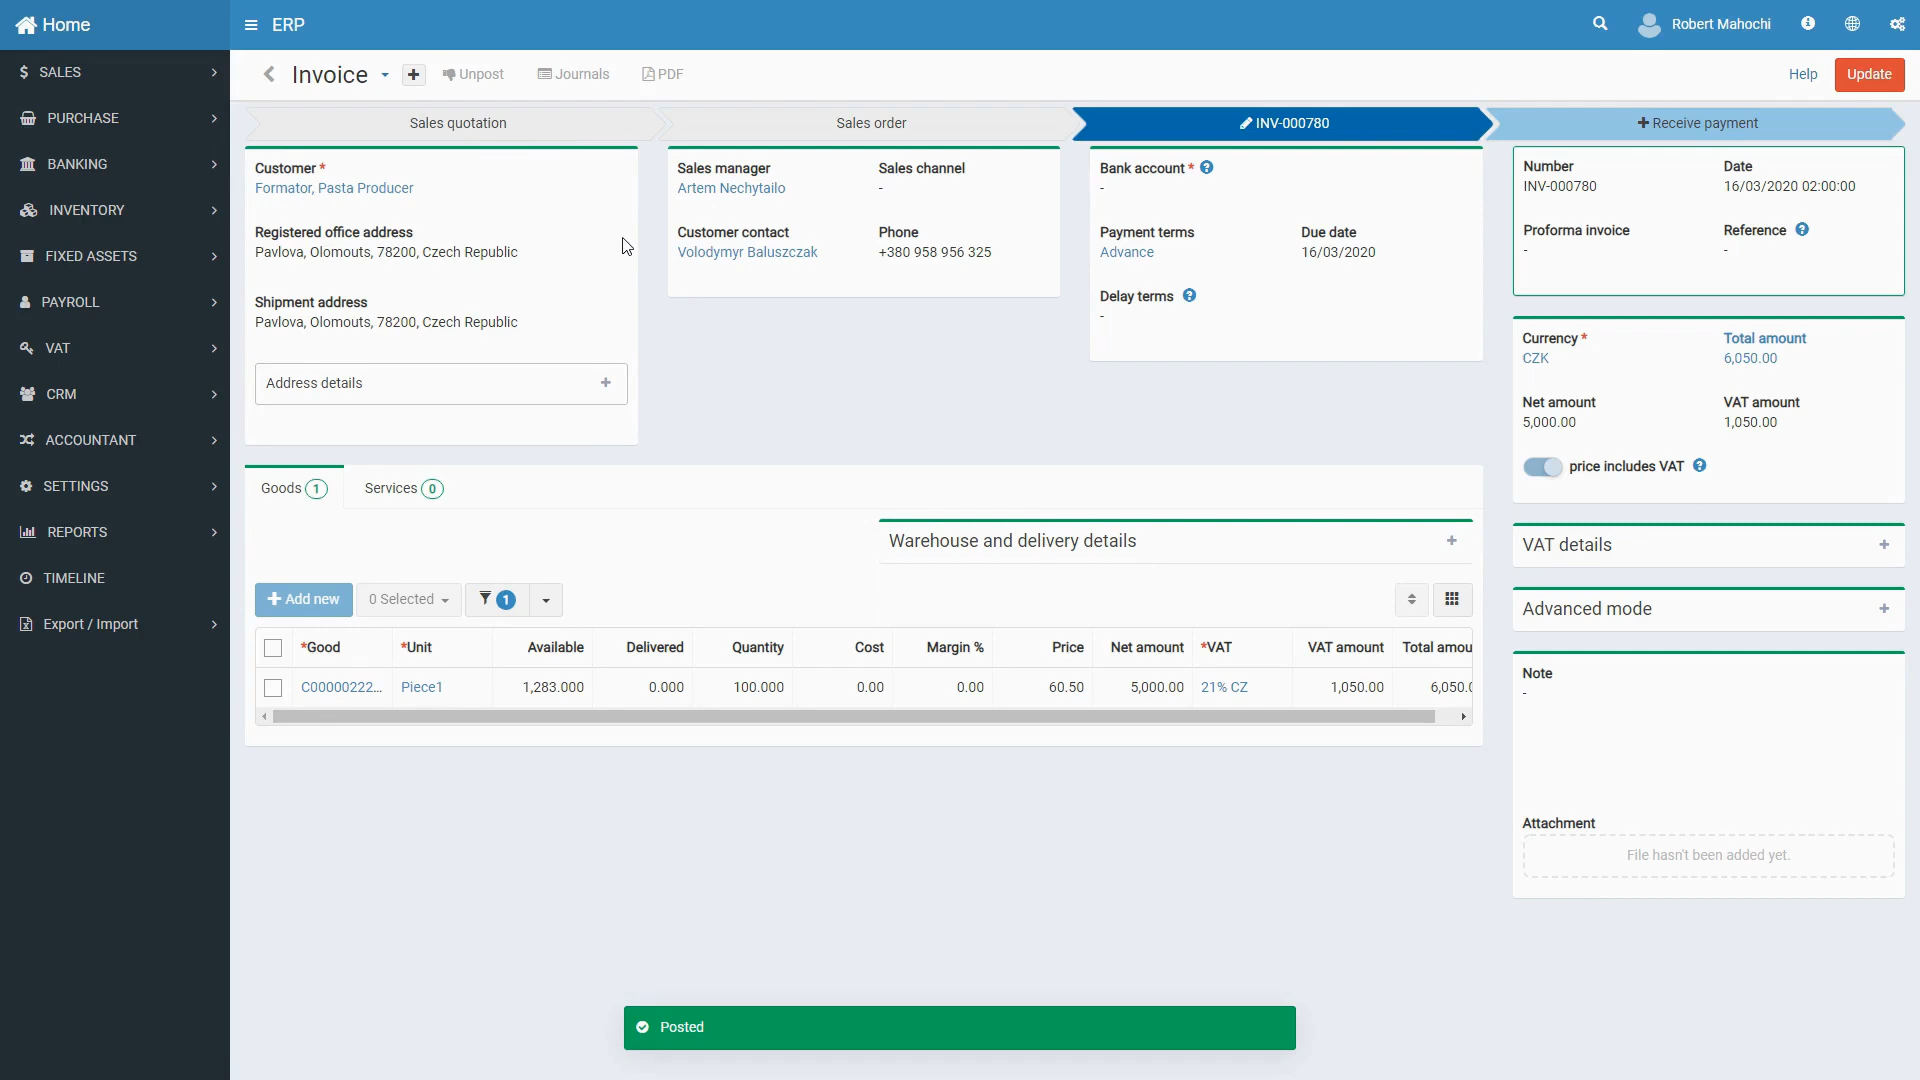 Home
ERP
Robert Mahochi
SALES
PURCHASE
BANKING
INVENTORY
FIXED ASSETS
PAYROLL
VAT
CRM
ACCOUNTANT
SETTINGS
REPORTS
TIMELINE
Export / Import
Invoice
Unpost
Journals
PDF
Help
Update
Sales quotation
Sales order
INV-000780
Receive payment
Customer *
Formator, Pasta Producer
Registered office address
Pavlova, Olomouts, 78200, Czech Republic
Shipment address
Pavlova, Olomouts, 78200, Czech Republic
Address details +
Sales manager Sales channel
Artem Nechytailo -
Customer contact Phone
Volodymyr Baluszczak +380 958 956 325
Bank account *
-
Payment terms Due date
Advance 16/03/2020
Delay terms
-
Number Date
INV-000780 16/03/2020 02:00:00
Proforma invoice Reference
- -
Currency * Total amount
CZK 6,050.00
Net amount VAT amount
5,000.00 1,050.00
price includes VAT
VAT details +
Advanced mode +
Note
-
Attachment
File hasn't been added yet.
Goods 1 Services 0
Warehouse and delivery details +
+ Add new 0 Selected 1
*Good *Unit Available Delivered Quantity Cost Margin % Price Net amount *VAT VAT amount Total amou
C00000222... Piece1 1,283.000 0.000 100.000 0.00 0.00 60.50 5,000.00 21% CZ 1,050.00 6,050.0
Posted